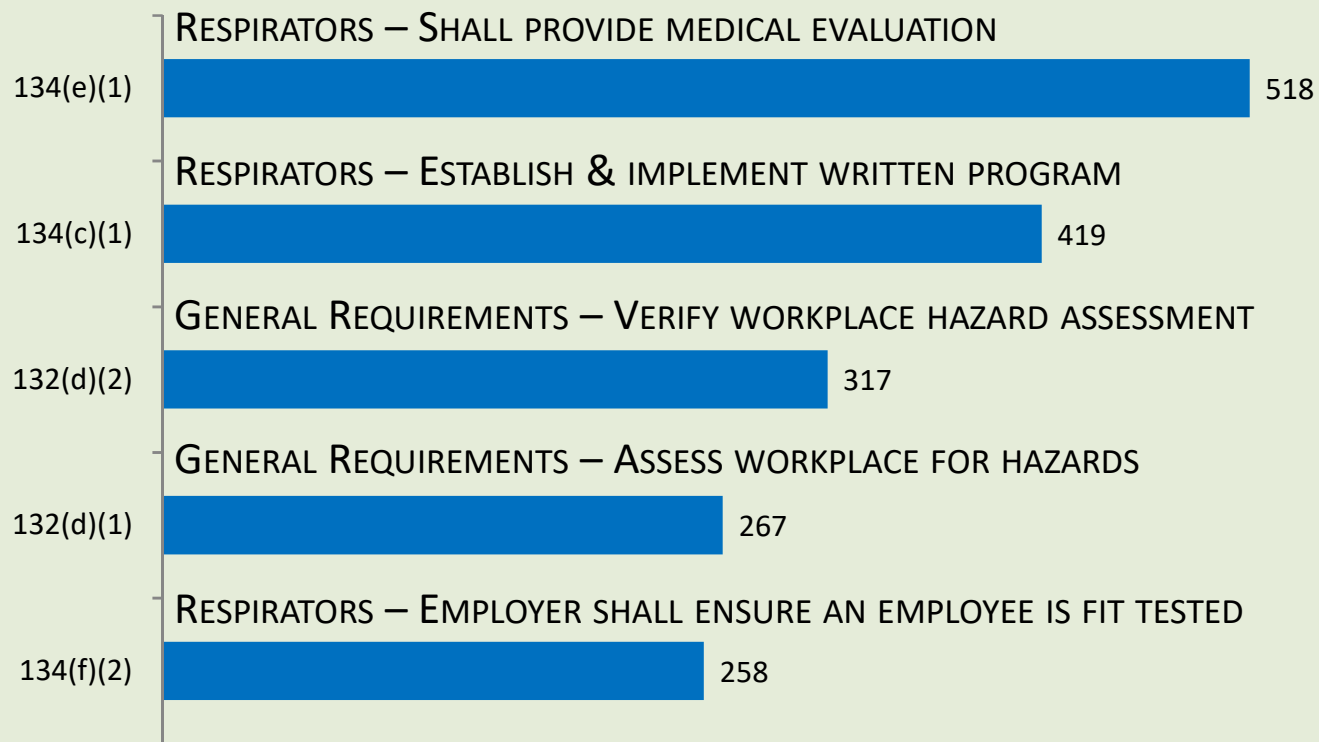 Respirators – Shall provide medical evaluation
134(e)(1) 518
Respirators – Establish & implement written program
134(c)(1) 419
General Requirements – Verify workplace hazard assessment
132(d)(2) 317
General Requirements – Assess workplace for hazards
132(d)(1) 267
Respirators – Employer shall ensure an employee is fit tested
134(f)(2) 258